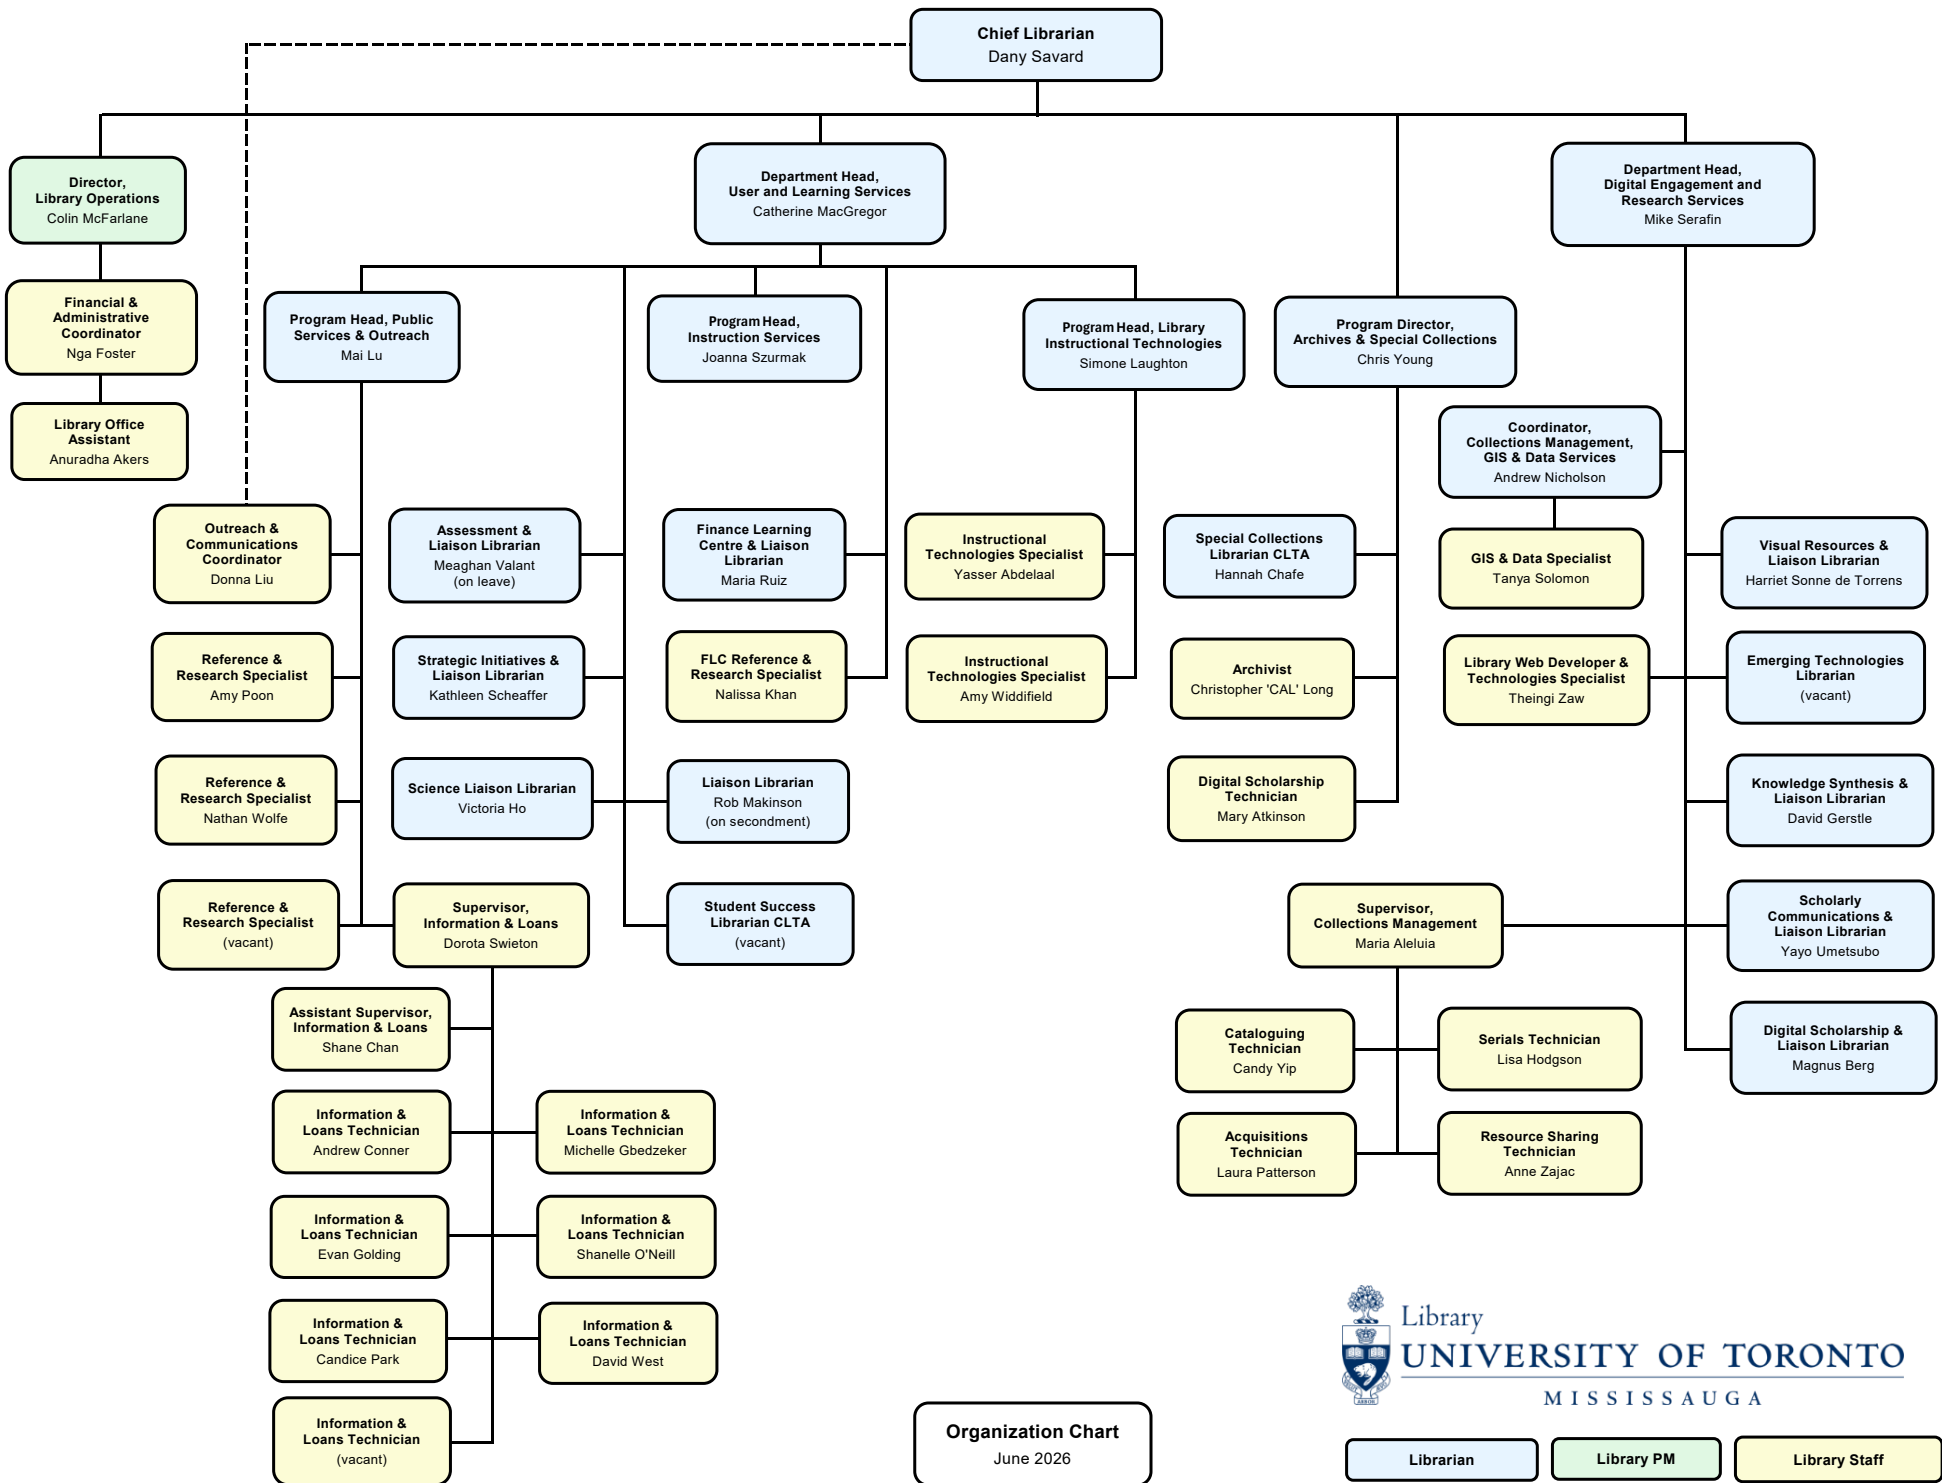 Chief Librarian
Dany Savard
Director,
Library Operations
Colin McFarlane
Department Head,
User and Learning Services
Catherine MacGregor
Department Head,
Digital Engagement and
Research Services
Mike Serafin
Financial &
Administrative
Coordinator
Nga Foster
Program Head, Public
Services & Outreach
Mai Lu
Program Head,
Instruction Services
Joanna Szurmak
Program Head, Library
Instructional Technologies
Simone Laughton
Program Director,
Archives & Special Collections
Chris Young
Library Office
Assistant
Anuradha Akers
Coordinator,
Collections Management,
GIS & Data Services
Andrew Nicholson
Outreach &
Communications
Coordinator
Donna Liu
Assessment &
Liaison Librarian
Meaghan Valant
(on leave)
Finance Learning
Centre & Liaison
Librarian
Maria Ruiz
Instructional
Technologies Specialist
Yasser Abdelaal
Special Collections
Librarian CLTA
Hannah Chafe
GIS & Data Specialist
Tanya Solomon
Visual Resources &
Liaison Librarian
Harriet Sonne de Torrens
Reference &
Research Specialist
Amy Poon
Strategic Initiatives &
Liaison Librarian
Kathleen Scheaffer
FLC Reference &
Research Specialist
Nalissa Khan
Instructional
Technologies Specialist
Amy Widdifield
Archivist
Christopher 'CAL' Long
Library Web Developer &
Technologies Specialist
Theingi Zaw
Emerging Technologies
Librarian
(vacant)
Reference &
Research Specialist
Nathan Wolfe
Science Liaison Librarian
Victoria Ho
Liaison Librarian
Rob Makinson
(on secondment)
Digital Scholarship
Technician
Mary Atkinson
Knowledge Synthesis &
Liaison Librarian
David Gerstle
Reference &
Research Specialist
(vacant)
Supervisor,
Information & Loans
Dorota Swieton
Student Success
Librarian CLTA
(vacant)
Supervisor,
Collections Management
Maria Aleluia
Scholarly
Communications &
Liaison Librarian
Yayo Umetsubo
Assistant Supervisor,
Information & Loans
Shane Chan
Cataloguing
Technician
Candy Yip
Serials Technician
Lisa Hodgson
Digital Scholarship &
Liaison Librarian
Magnus Berg
Information &
Loans Technician
Andrew Conner
Information &
Loans Technician
Michelle Gbedzeker
Acquisitions
Technician
Laura Patterson
Resource Sharing
Technician
Anne Zajac
Information &
Loans Technician
Evan Golding
Information &
Loans Technician
Shanelle O'Neill
Information &
Loans Technician
Candice Park
Information &
Loans Technician
David West
Information &
Loans Technician
(vacant)
Organization Chart
June 2026
Library
UNIVERSITY OF TORONTO
MISSISSAUGA
Librarian
Library PM
Library Staff